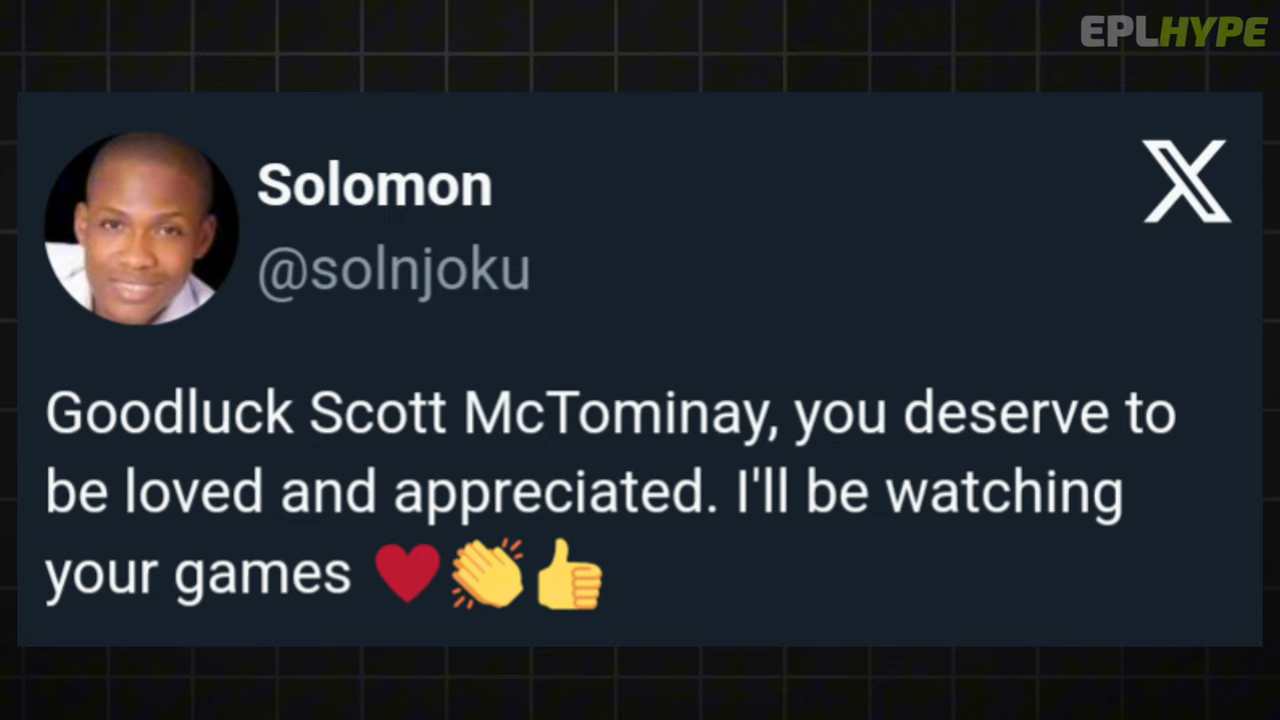 EPLHYPE
Solomon
@solnjoku
Goodluck Scott McTominay, you deserve to
be loved and appreciated. I'll be watching
your games ❤️👏👍